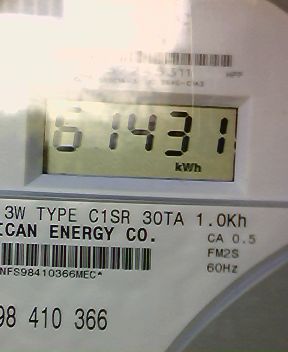 61431
kWh
3W TYPE C1SR 30TA 1.0Kh
ICAN ENERGY CO.
CA 0.5
FM2S
60Hz
NFS98410366MEC*
98 410 366